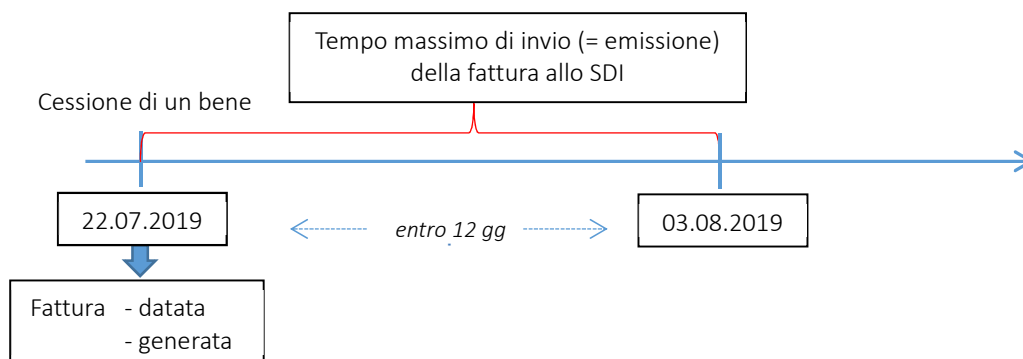 Tempo massimo di invio (= emissione)
della fattura allo SDI
Cessione di un bene
22.07.2019
entro 12 gg
03.08.2019
Fattura - datata
- generata